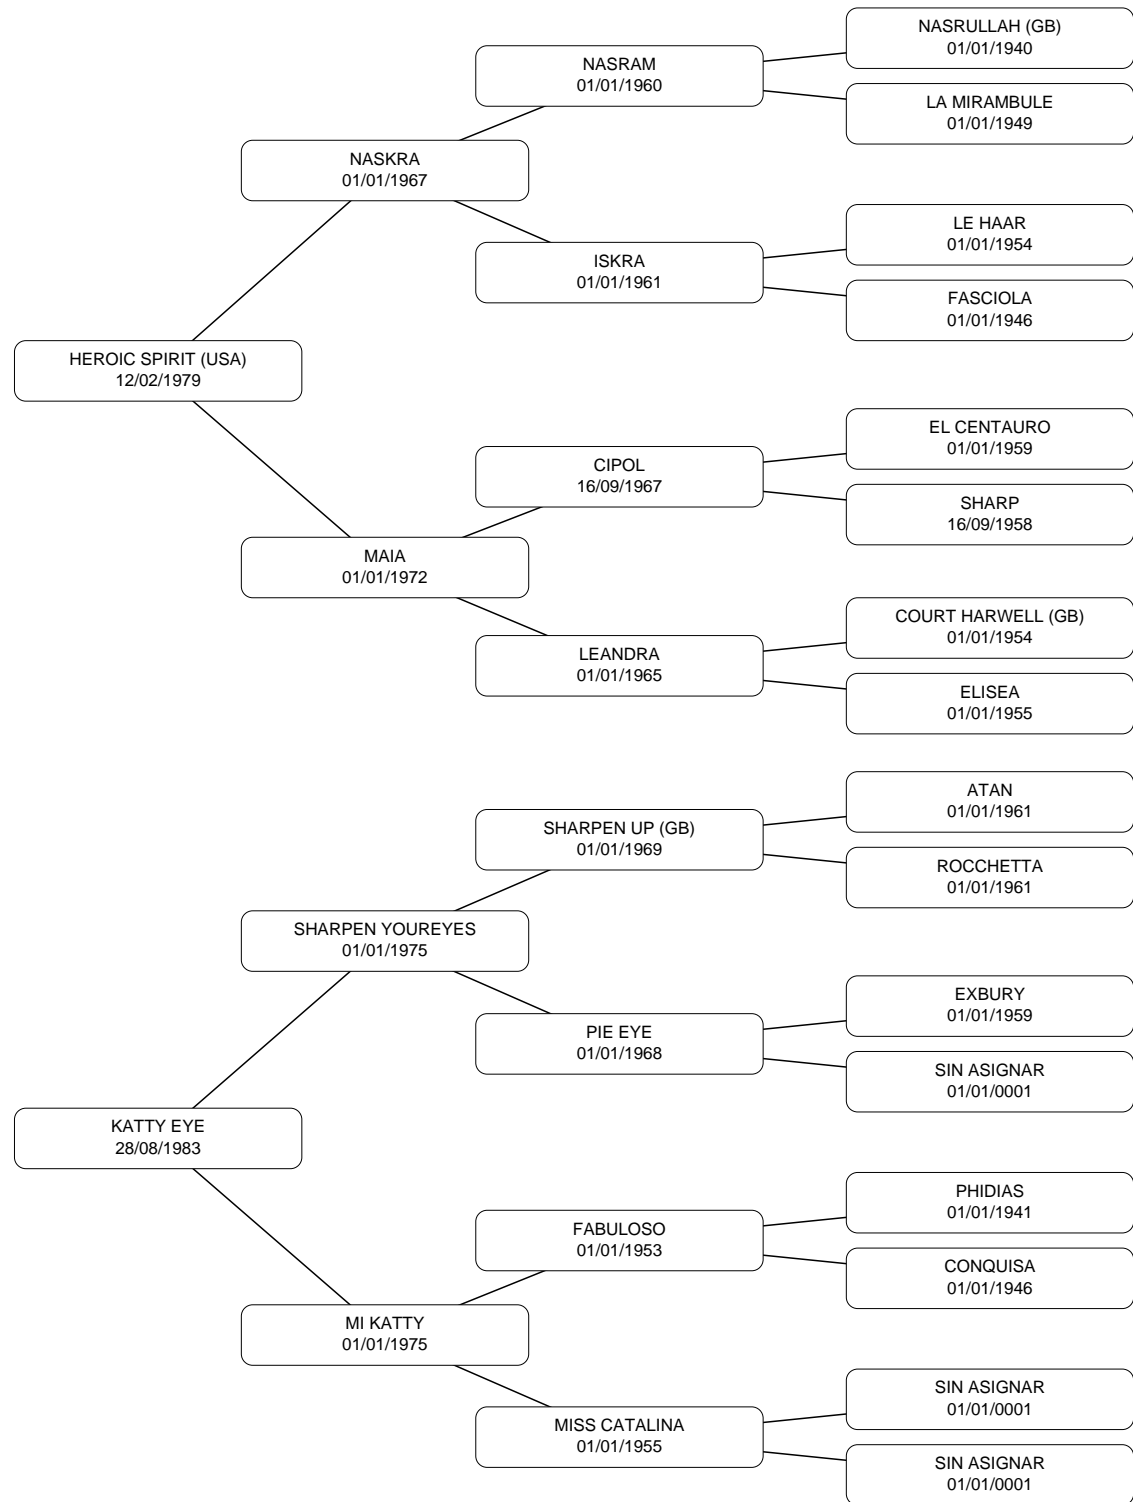 NASRULLAH (GB)
01/01/1940
NASRAM
01/01/1960
LA MIRAMBULE
01/01/1949
NASKRA
01/01/1967
LE HAAR
01/01/1954
ISKRA
01/01/1961
FASCIOLA
01/01/1946
HEROIC SPIRIT (USA)
12/02/1979
EL CENTAURO
01/01/1959
CIPOL
16/09/1967
SHARP
16/09/1958
MAIA
01/01/1972
COURT HARWELL (GB)
01/01/1954
LEANDRA
01/01/1965
ELISEA
01/01/1955
ATAN
01/01/1961
SHARPEN UP (GB)
01/01/1969
ROCCHETTA
01/01/1961
SHARPEN YOUREYES
01/01/1975
EXBURY
01/01/1959
PIE EYE
01/01/1968
SIN ASIGNAR
01/01/0001
KATTY EYE
28/08/1983
PHIDIAS
01/01/1941
FABULOSO
01/01/1953
CONQUISA
01/01/1946
MI KATTY
01/01/1975
SIN ASIGNAR
01/01/0001
MISS CATALINA
01/01/1955
SIN ASIGNAR
01/01/0001